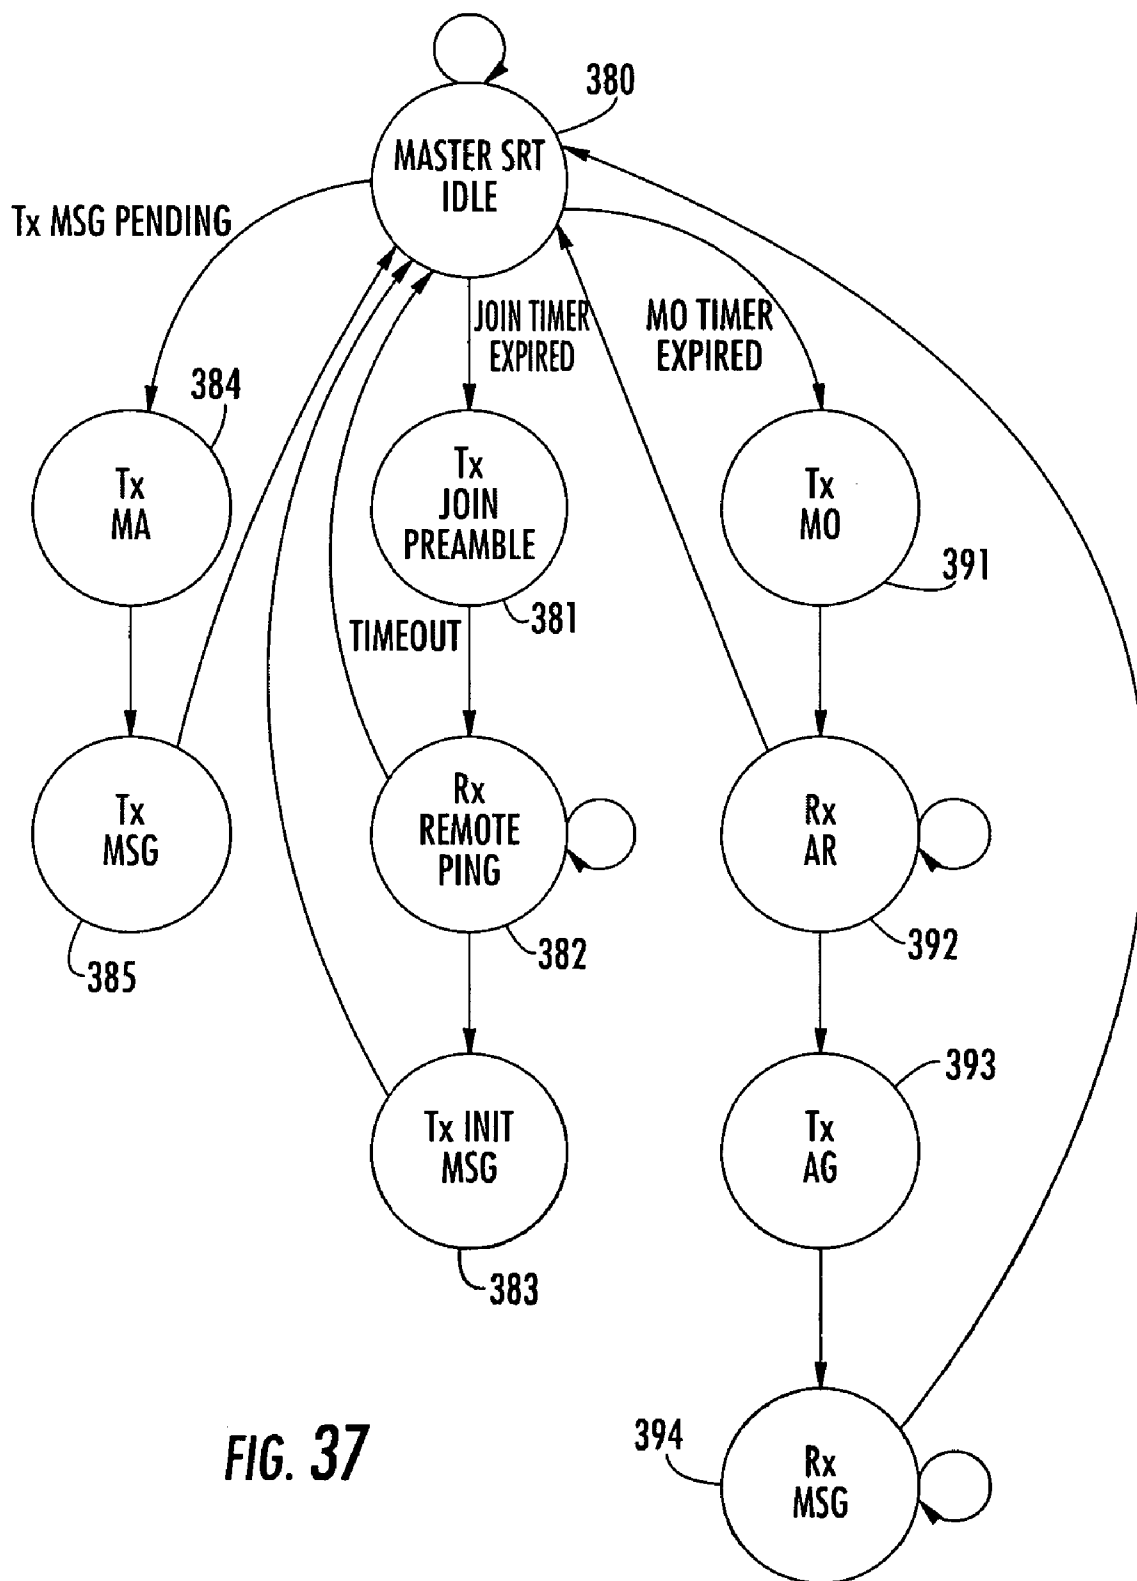 380
MASTER SRT
IDLE
Tx MSG PENDING
JOIN TIMER
EXPIRED
MO TIMER
EXPIRED
384
Tx
MA
Tx
JOIN
PREAMBLE
Tx
MO
391
381
TIMEOUT
Tx
MSG
Rx
REMOTE
PING
Rx
AR
385
382
392
393
Tx INIT
MSG
Tx
AG
383
394
Rx
MSG
FIG. 37